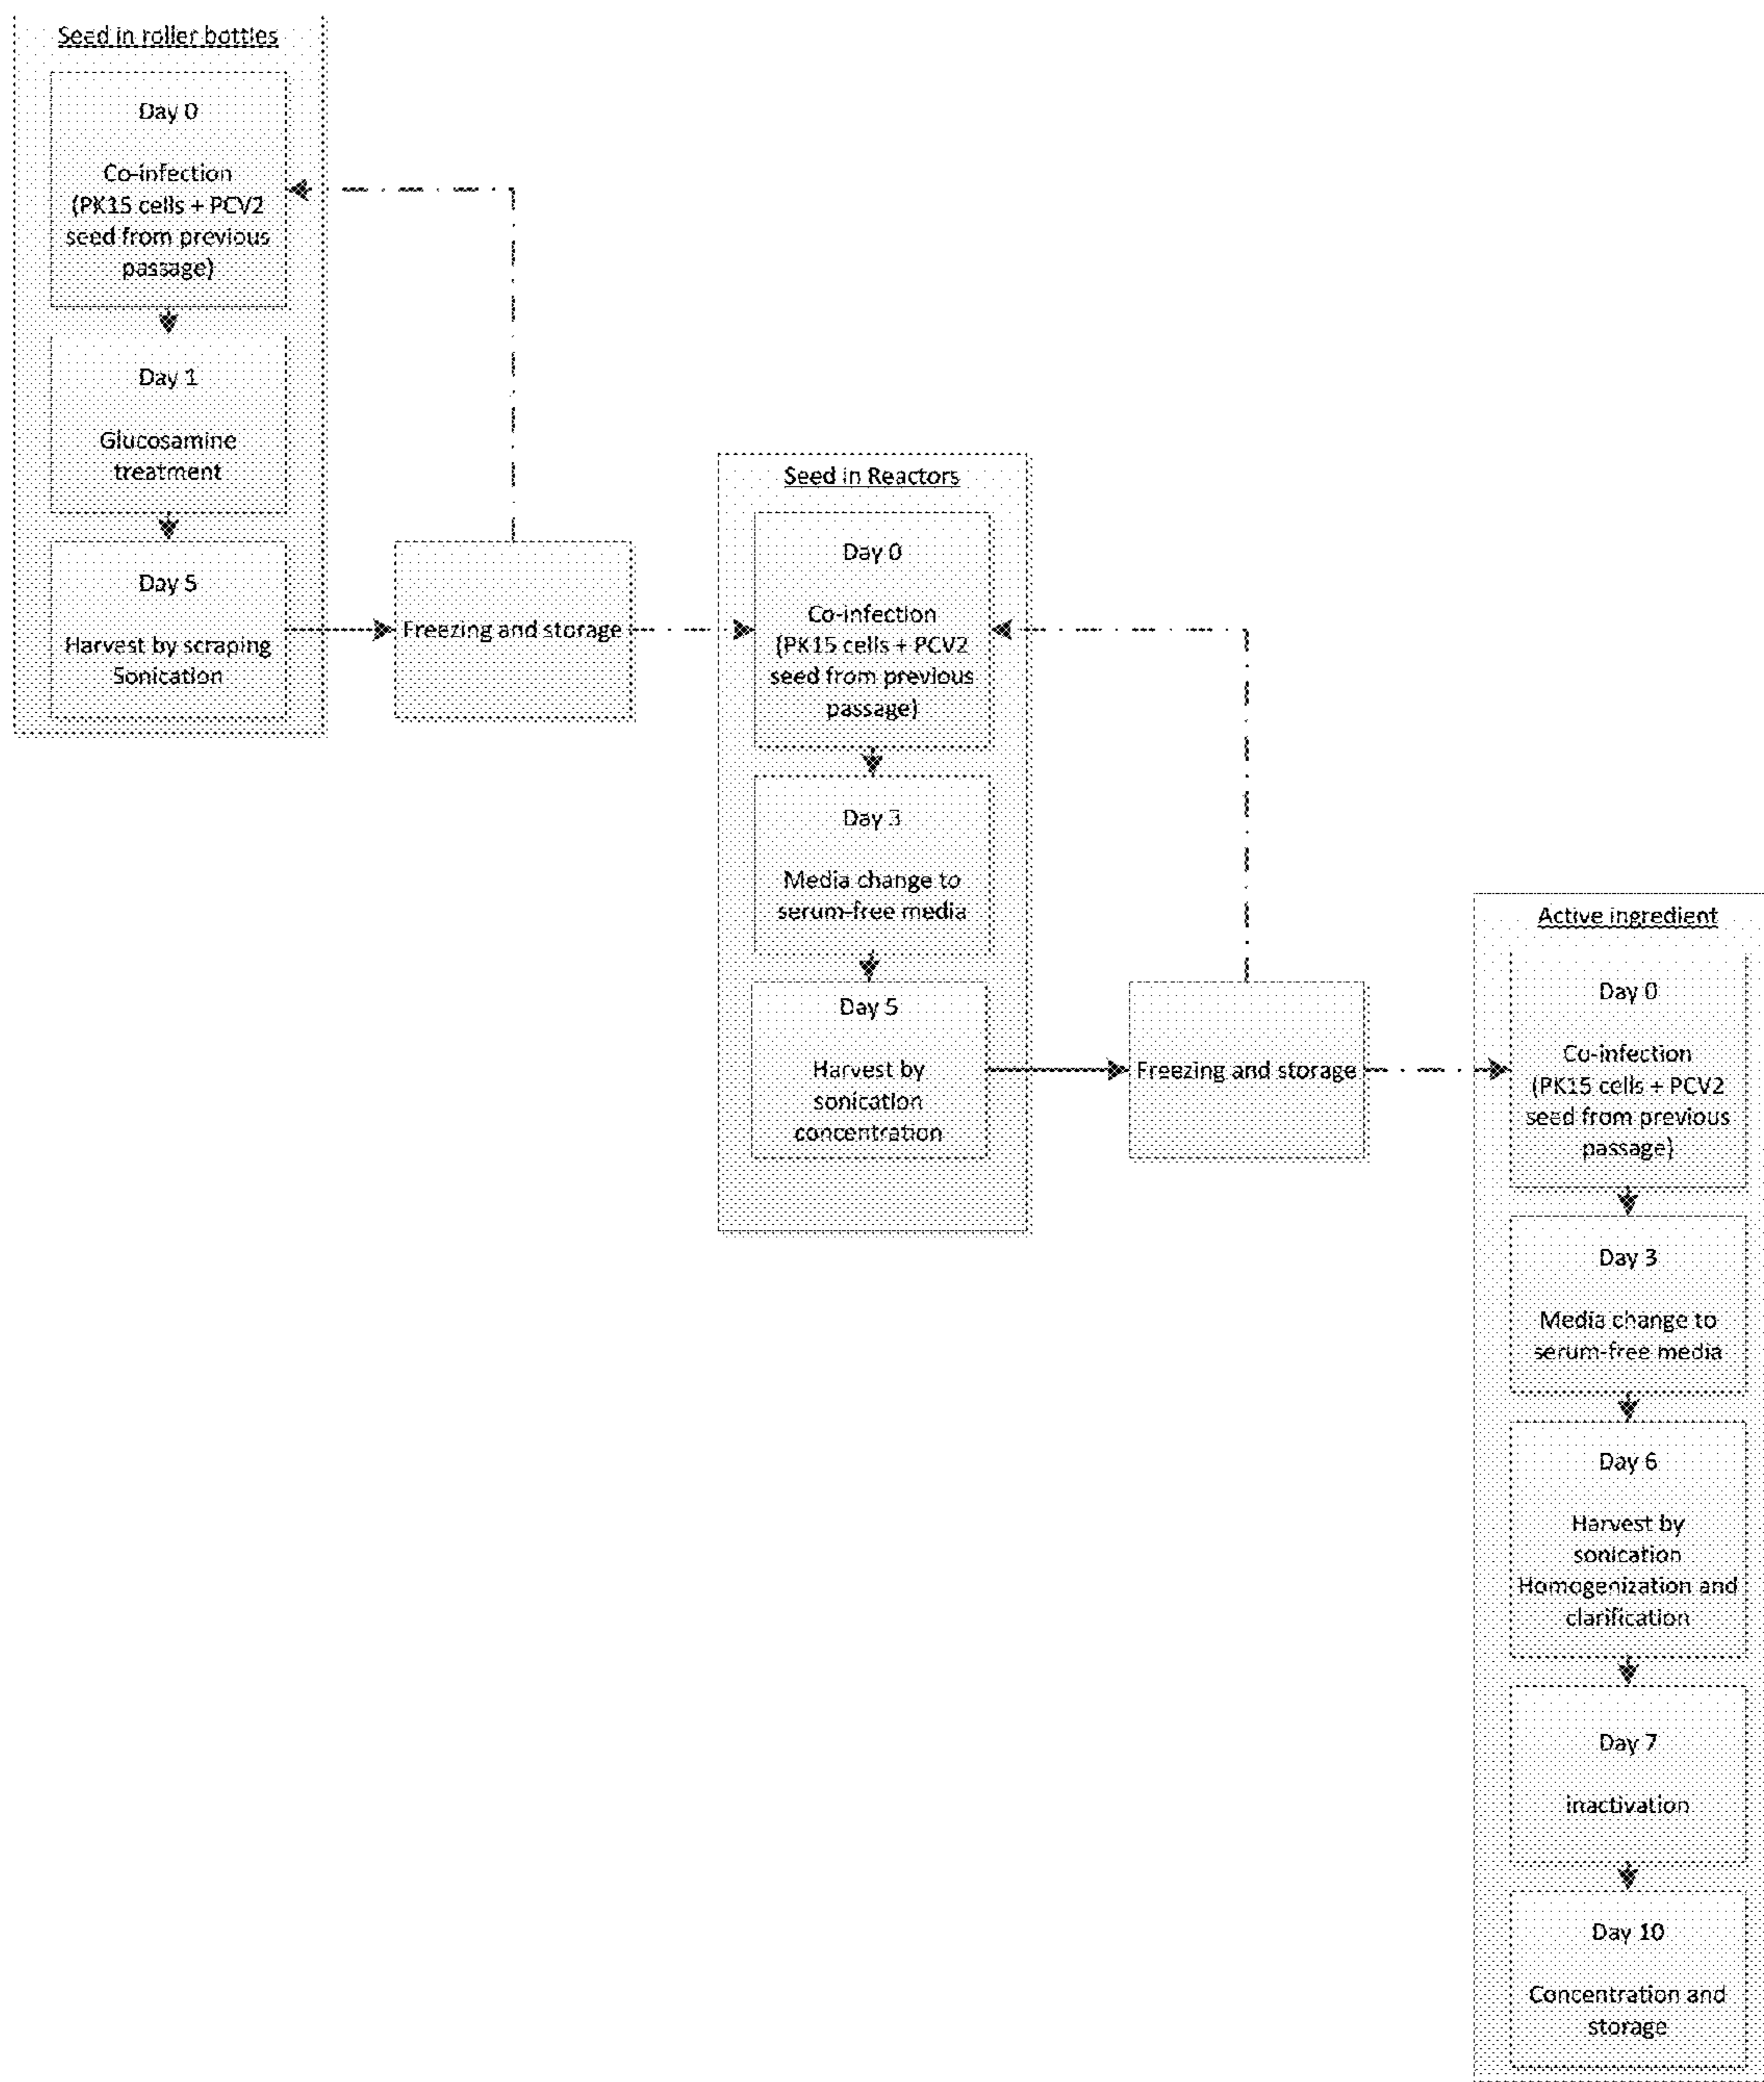 Seed in roller bottles
Day 0
Co-infection
(PK15 cells + PCV2
seed from previous
passage)
Day 1
Glucosamine
treatment
Day 5
Harvest by scraping
Sonication
Freezing and storage
Seed in Reactors
Day 0
Co-infection
(PK15 cells + PCV2
seed from previous
passage)
Day 3
Media change to
serum-free media
Day 5
Harvest by
sonication
concentration
Freezing and storage
Active ingredient
Day 0
Co-infection
(PK15 cells + PCV2
seed from previous
passage)
Day 3
Media change to
serum-free media
Day 6
Harvest by
sonication
Homogenization and
clarification
Day 7
inactivation
Day 10
Concentration and
storage